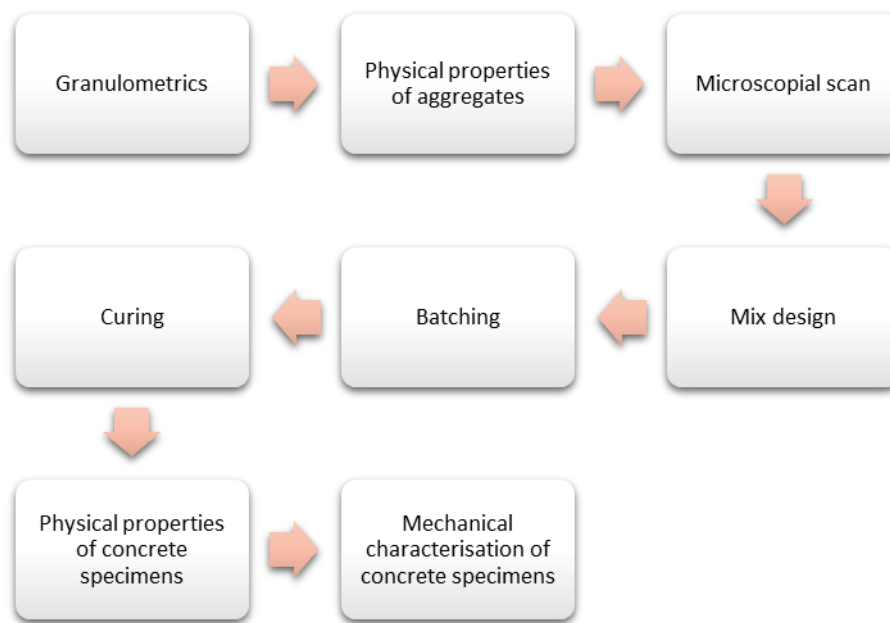 Granulometrics
Physical properties
of aggregates
Microscopial scan
Mix design
Batching
Curing
Physical properties
of concrete
specimens
Mechanical
characterisation of
concrete specimens